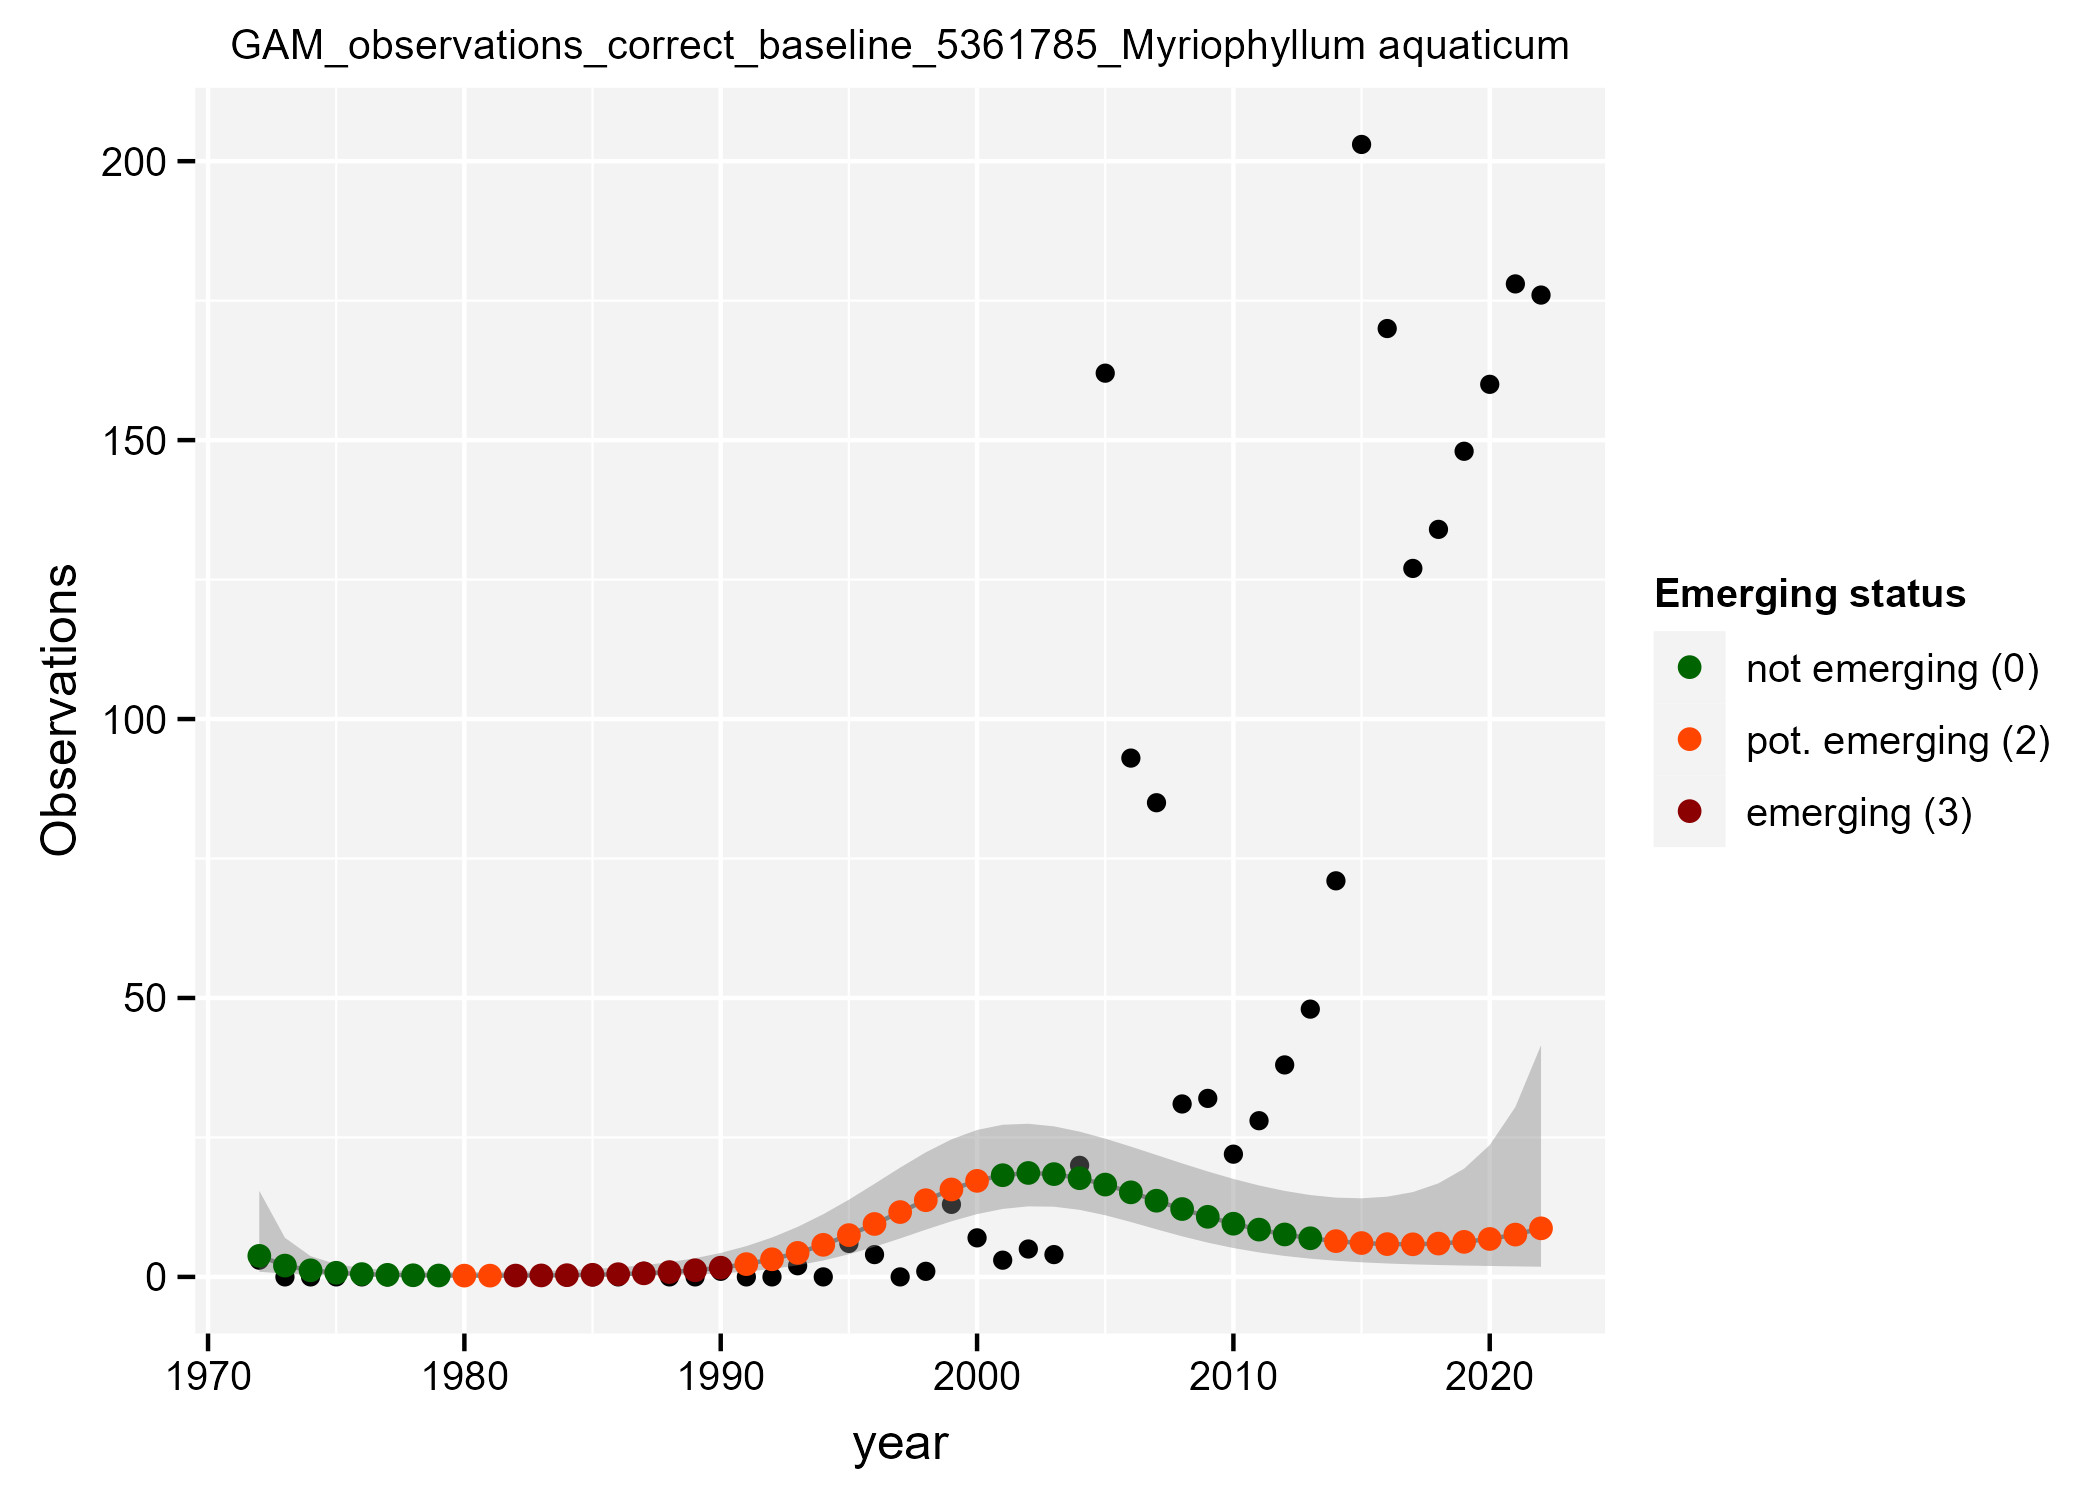 GAM_observations_correct_baseline_5361785_Myriophyllum aquaticum
200
150
100
50
0
Observations
1970 1980 1990 2000 2010 2020
year
Emerging status
not emerging (0)
pot. emerging (2)
emerging (3)